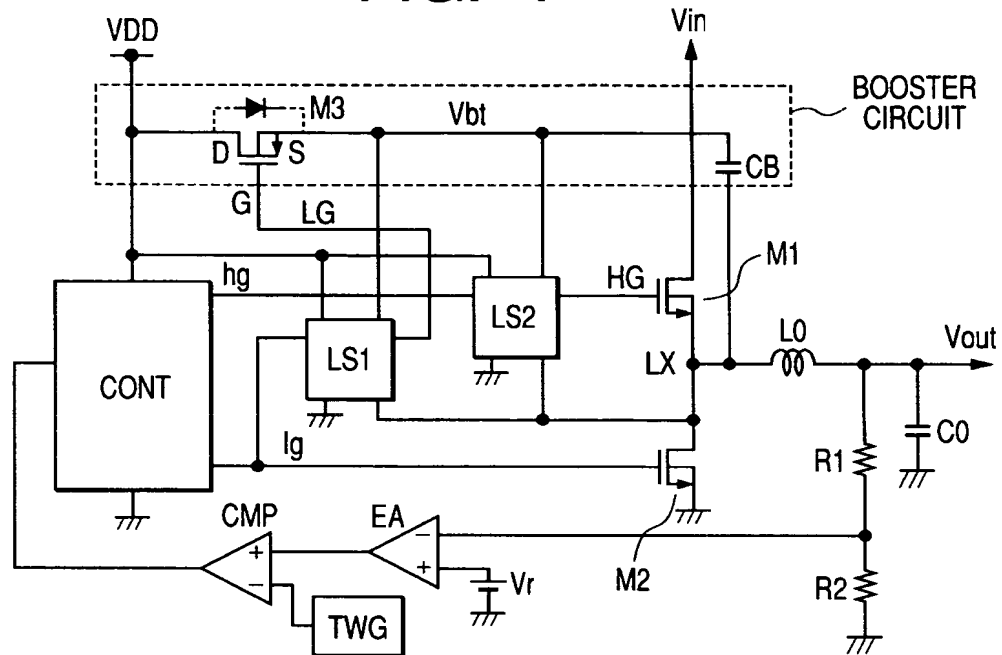 VDD
Vin
BOOSTER
CIRCUIT
M3
Vbt
D
S
CB
G
LG
hg
HG
M1
LS2
LS1
L0
Vout
LX
CONT
C0
lg
R1
CMP
EA
Vr
M2
R2
TWG
+
−
−
+